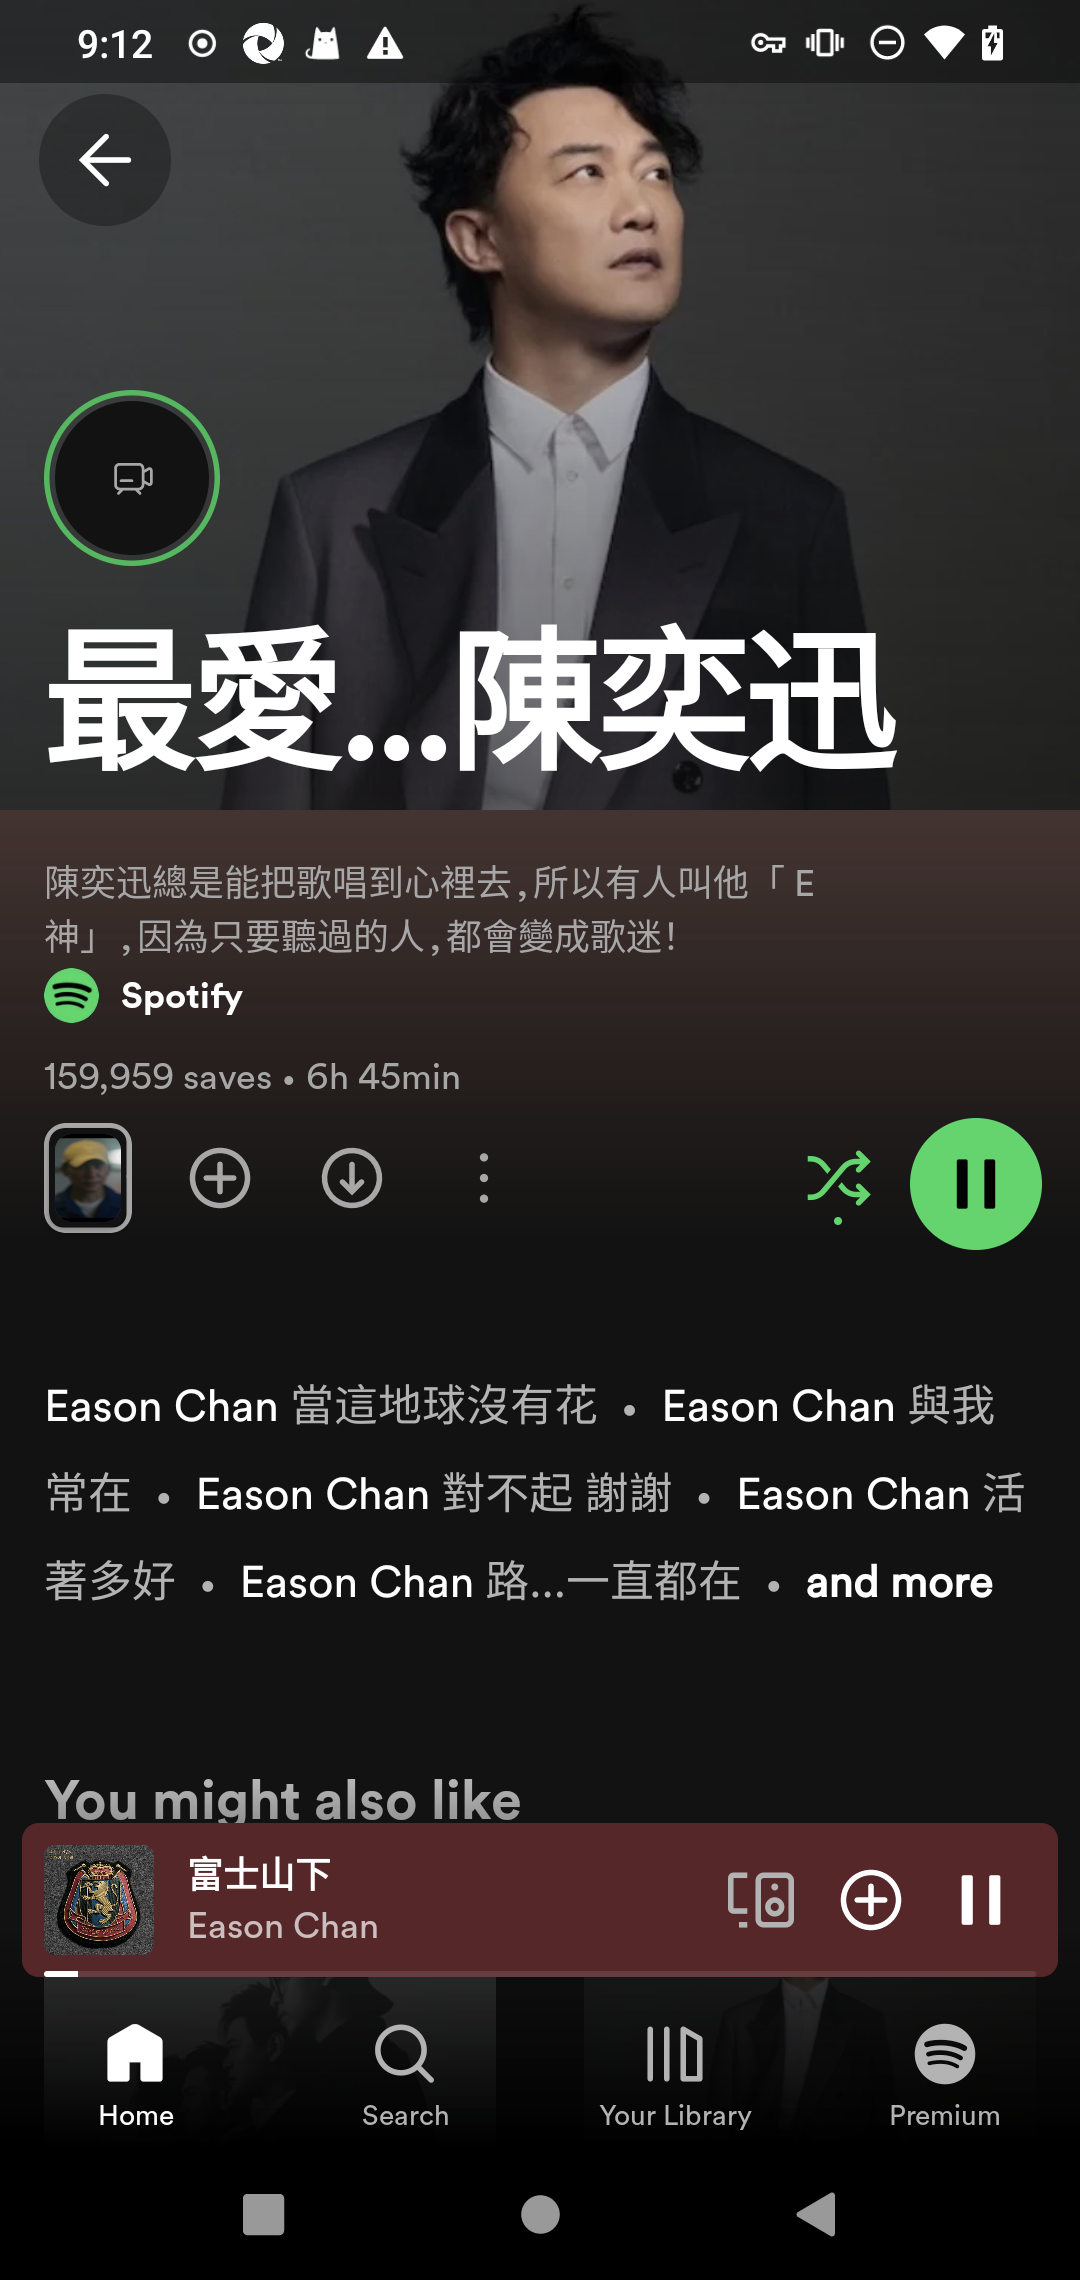 9:12
最愛...陳奕迅
陳奕迅總是能把歌唱到心裡去,所以有人叫他「E
神」,因為只要聽過的人,都會變成歌迷!
Spotify
159,959 saves • 6h 45min
Eason Chan 當這地球沒有花 • Eason Chan 與我
常在 • Eason Chan 對不起 謝謝 • Eason Chan 活
著多好 • Eason Chan 路...一直都在 • and more
You might also like
富士山下
Eason Chan
Home Search Your Library Premium